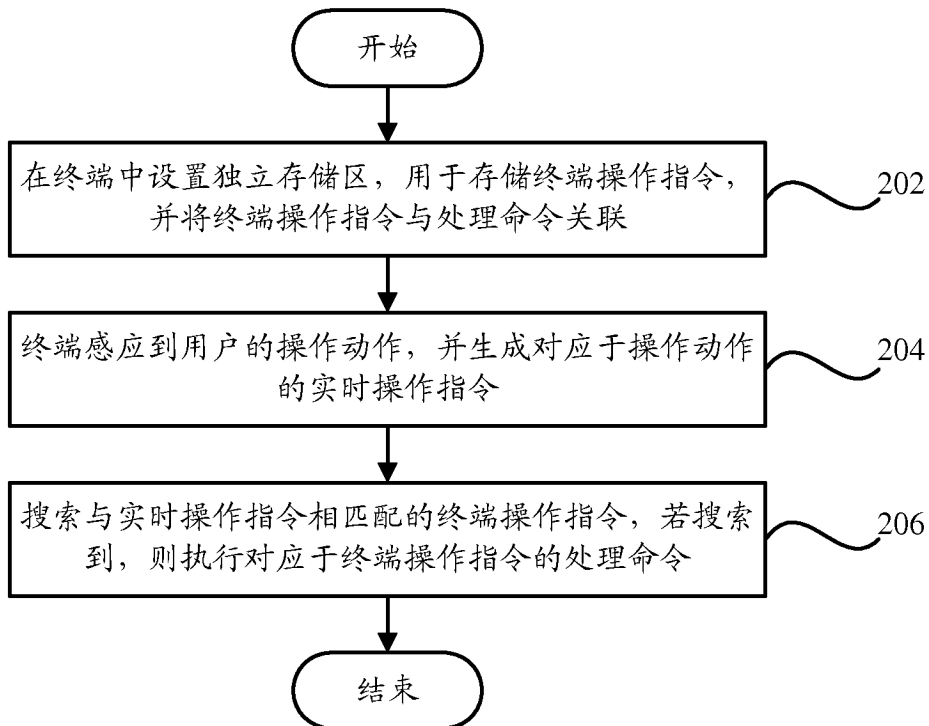 开始
在终端中设置独立存储区，用于存储终端操作指令，
并将终端操作指令与处理命令关联
202
终端感应到用户的操作动作，并生成对应于操作动作
的实时操作指令
204
搜索与实时操作指令相匹配的终端操作指令，若搜索
到，则执行对应于终端操作指令的处理命令
206
结束